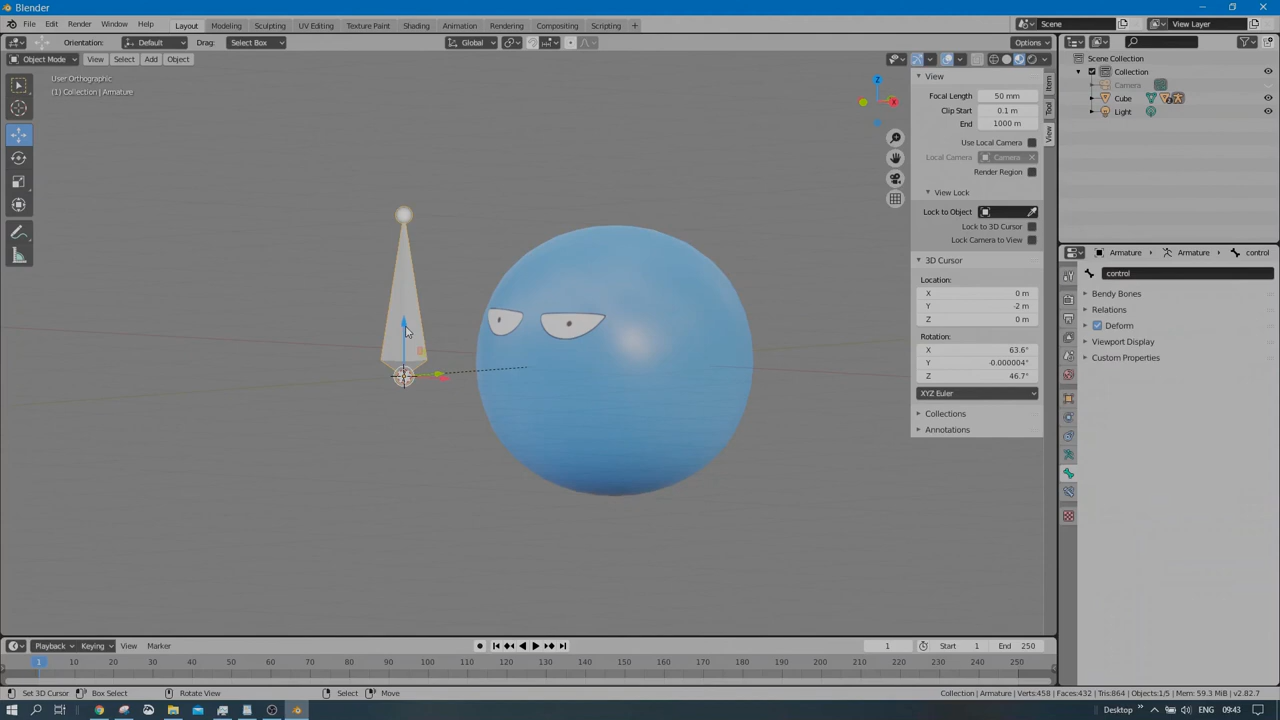 Blender
File Edit Render Window Help Layout Modeling Sculpting UV Editing Texture Paint Shading Animation Rendering Compositing Scripting + Scene View Layer
Orientation: Default Drag: Select Box Global Options
Object Mode View Select Add Object
User Orthographic
(1) Collection | Armature
Z
X
View
Focal Length 50 mm
Clip Start 0.1 m
End 1000 m
Use Local Camera
Local Camera Camera
Render Region
View Lock
Lock to Object
Lock to 3D Cursor
Lock Camera to View
3D Cursor
Location:
X 0 m
Y -2 m
Z 0 m
Rotation:
X 63.6°
Y -0.000004°
Z 46.7°
XYZ Euler
Collections
Annotations
Item
Tool
View
Scene Collection
Collection
Camera
Cube
Light
Armature Armature control
control
Bendy Bones
Relations
Deform
Viewport Display
Custom Properties
Playback Keying View Marker 1 Start 1 End 250
1 10 20 30 40 50 60 70 80 90 100 110 120 130 140 150 160 170 180 190 200 210 220 230 240 250
Set 3D Cursor Box Select Rotate View Select Move Collection | Armature | Verts:458 | Faces:432 | Tris:864 | Objects:1/5 | Mem: 59.3 MiB | v2.82.7
Desktop ENG 09:43